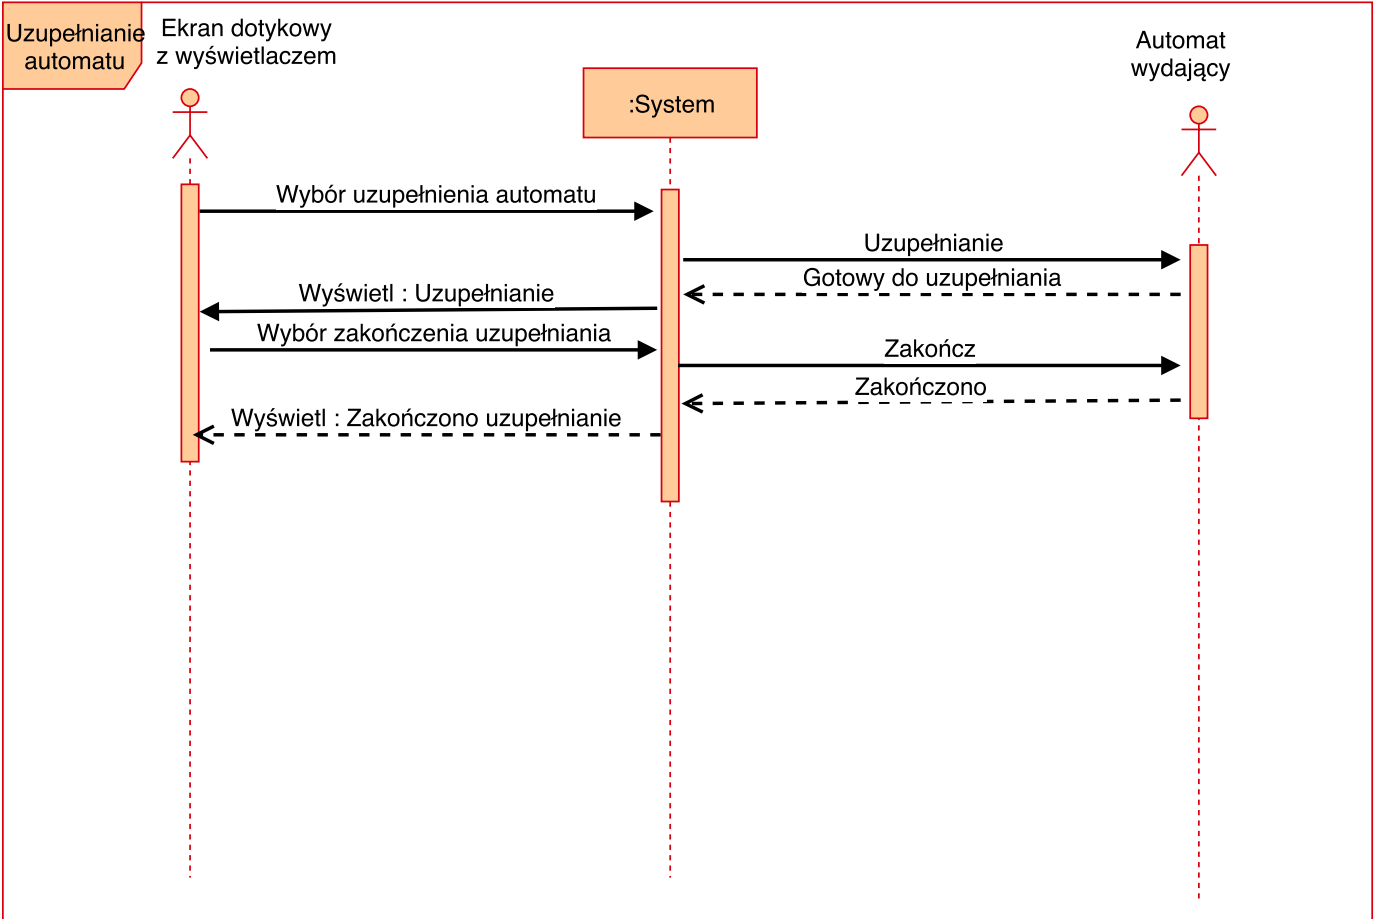 Uzupełnianie
automatu
Ekran dotykowy
z wyświetlaczem
:System
Automat
wydający
Wybór uzupełnienia automatu
Uzupełnianie
Gotowy do uzupełniania
Wyświetl : Uzupełnianie
Wybór zakończenia uzupełniania
Zakończ
Zakończono
Wyświetl : Zakończono uzupełnianie